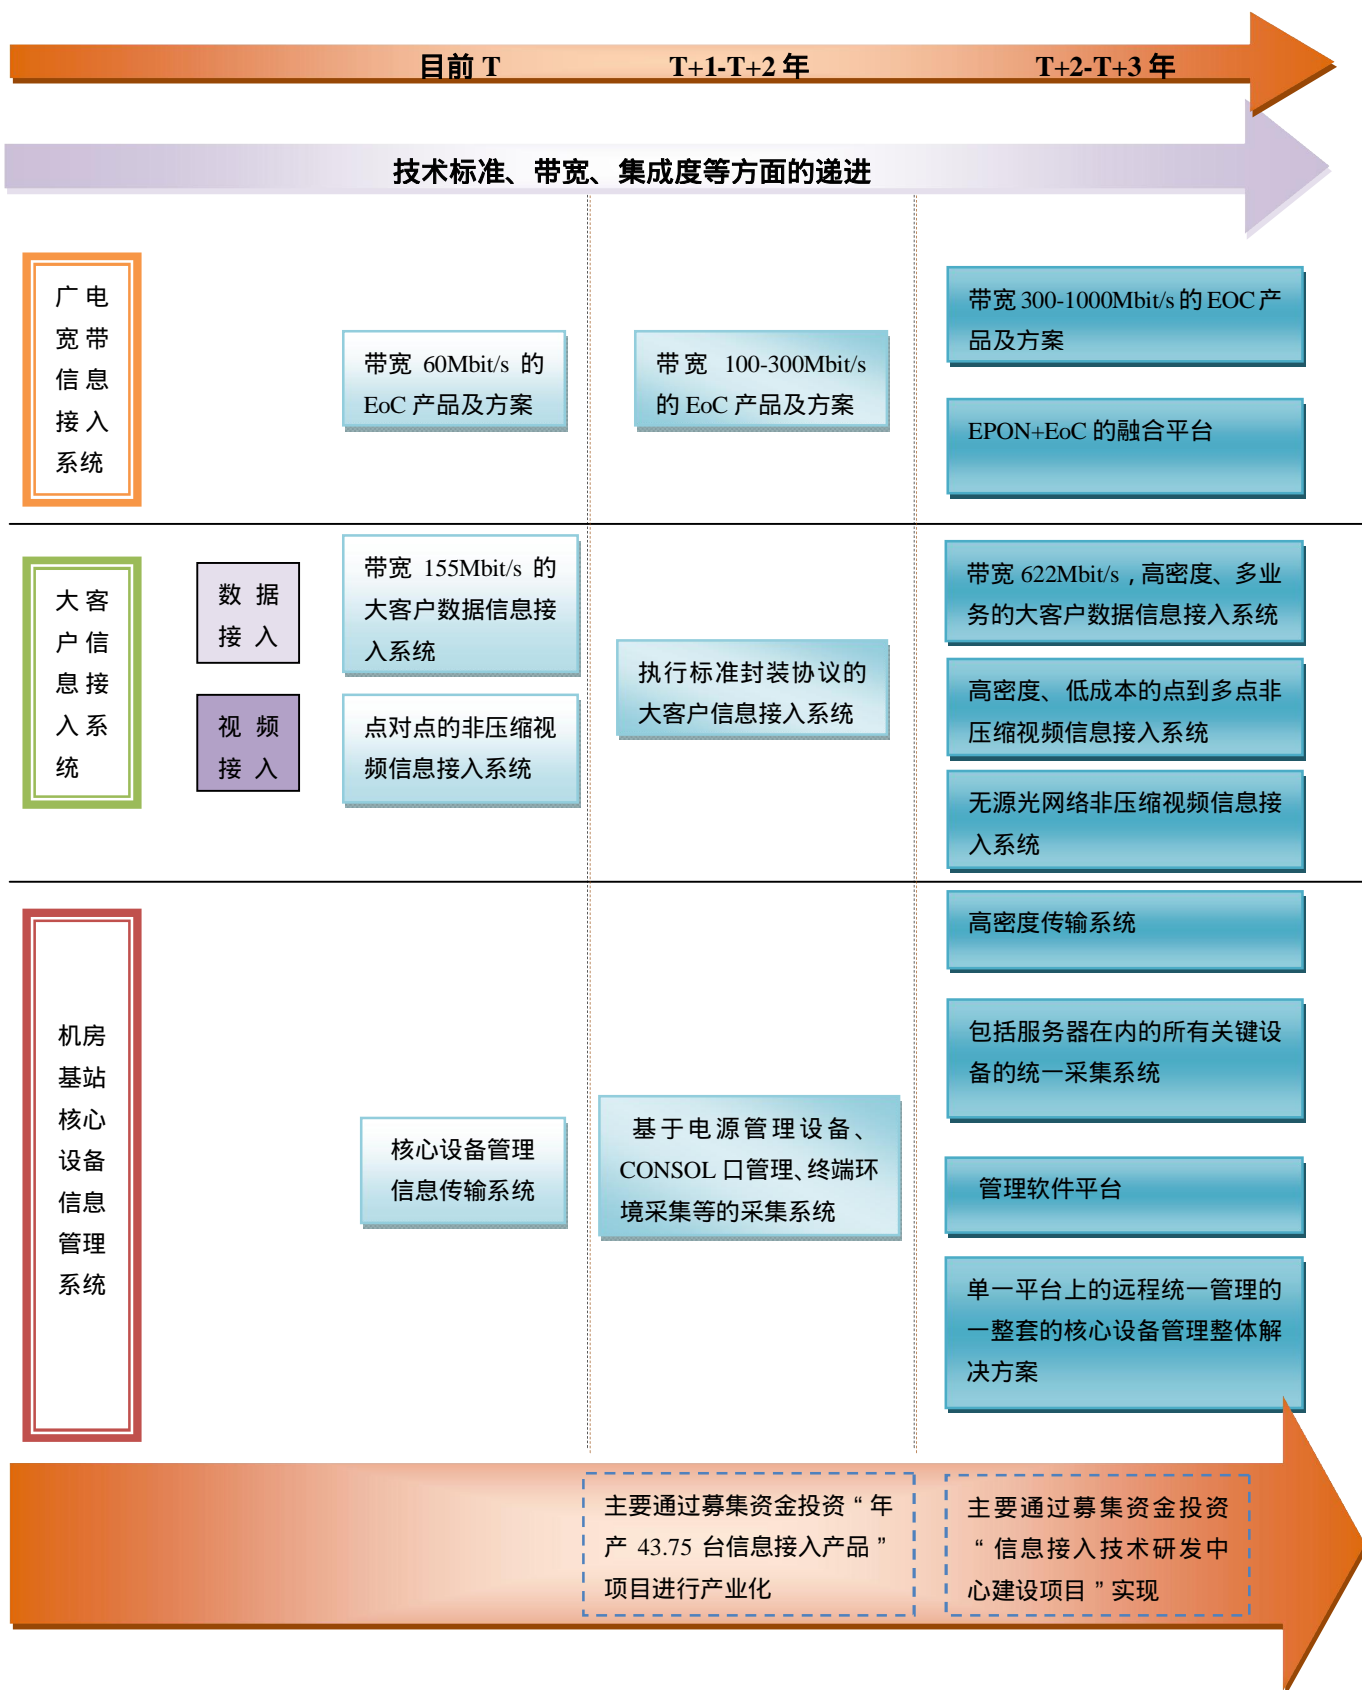 目前 T
T+1-T+2 年
T+2-T+3 年
技术标准、带宽、集成度等方面的递进
广电
宽带
信息
接入
系统
带宽 60Mbit/s 的
EoC 产品及方案
带宽 100-300Mbit/s
的 EoC 产品及方案
带宽 300-1000Mbit/s 的 EOC 产
品及方案
EPON+EoC 的融合平台
大客
户信
息接
入系
统
数据
接入
视频
接入
带宽 155Mbit/s 的
大客户数据信息接
入系统
点对点的非压缩视
频信息接入系统
执行标准封装协议的
大客户信息接入系统
带宽 622Mbit/s，高密度、多业
务的大客户数据信息接入系统
高密度、低成本的点到多点非
压缩视频信息接入系统
无源光网络非压缩视频信息接
入系统
机房
基站
核心
设备
信息
管理
系统
核心设备管理
信息传输系统
基于电源管理设备、
CONSOL 口管理、终端环
境采集等的采集系统
高密度传输系统
包括服务器在内的所有关键设
备的统一采集系统
管理软件平台
单一平台上的远程统一管理的
一整套的核心设备管理整体解
决方案
主要通过募集资金投资“年
产 43.75 台信息接入产品”
项目进行产业化
主要通过募集资金投资
“信息接入技术研发中
心建设项目”实现